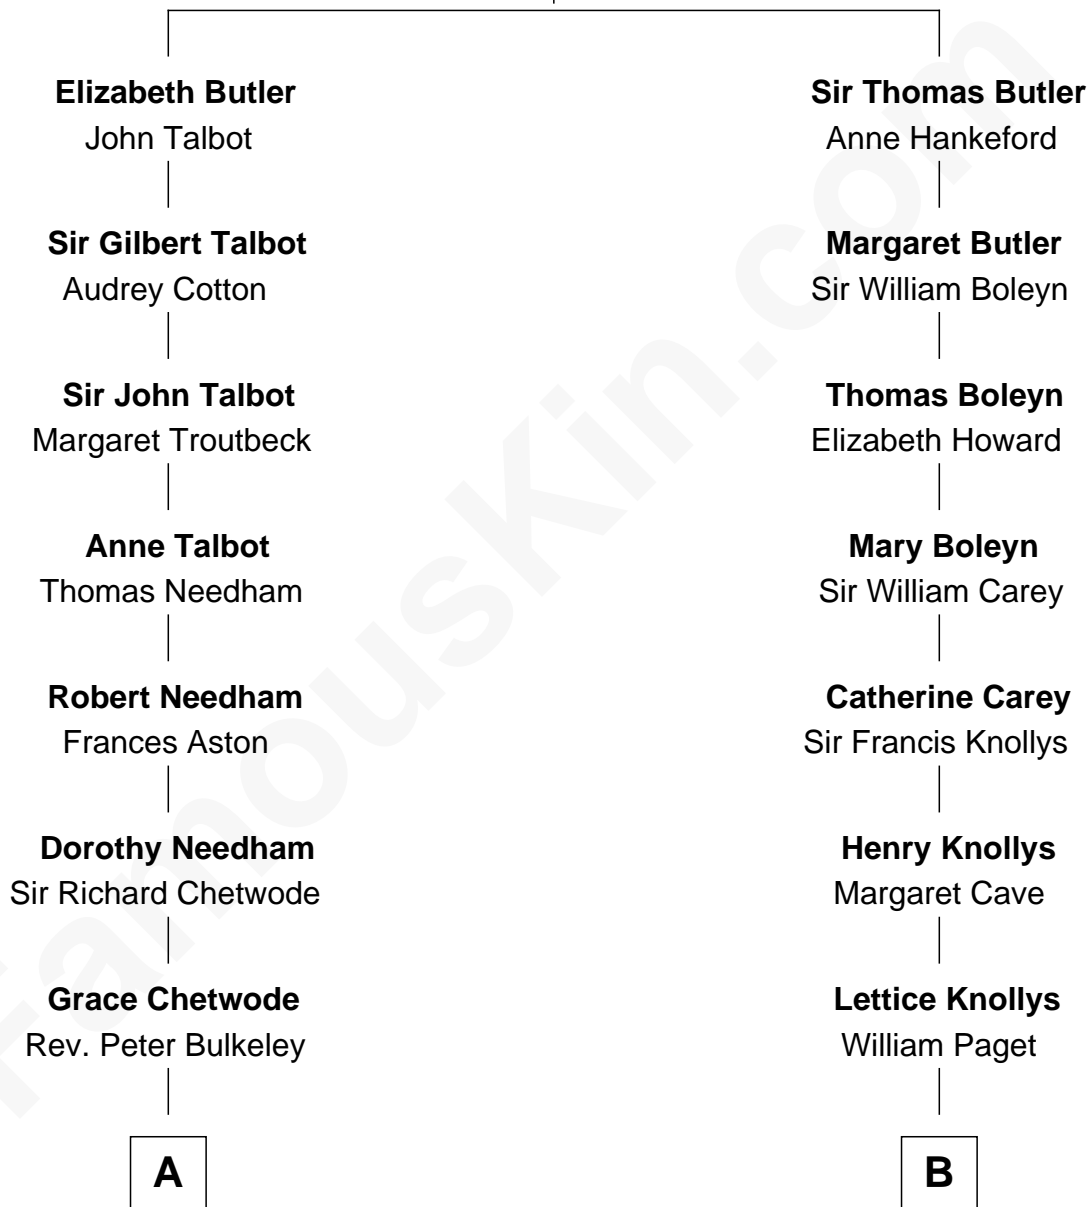 Elizabeth Butler
John Talbot
Sir Gilbert Talbot
Audrey Cotton
Sir John Talbot
Margaret Troutbeck
Anne Talbot
Thomas Needham
Robert Needham
Frances Aston
Dorothy Needham
Sir Richard Chetwode
Grace Chetwode
Rev. Peter Bulkeley
A
Sir Thomas Butler
Anne Hankeford
Margaret Butler
Sir William Boleyn
Thomas Boleyn
Elizabeth Howard
Mary Boleyn
Sir William Carey
Catherine Carey
Sir Francis Knollys
Henry Knollys
Margaret Cave
Lettice Knollys
William Paget
B
FamousKin.com